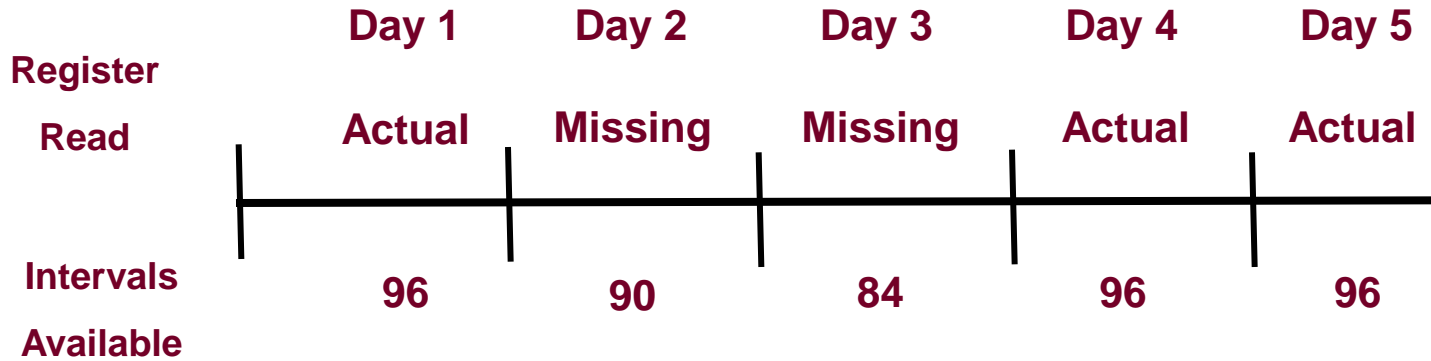 Day 1 Day 2 Day 3 Day 4 Day 5
Register
Read
Actual Missing Missing Actual Actual
Intervals
Available
96 90 84 96 96